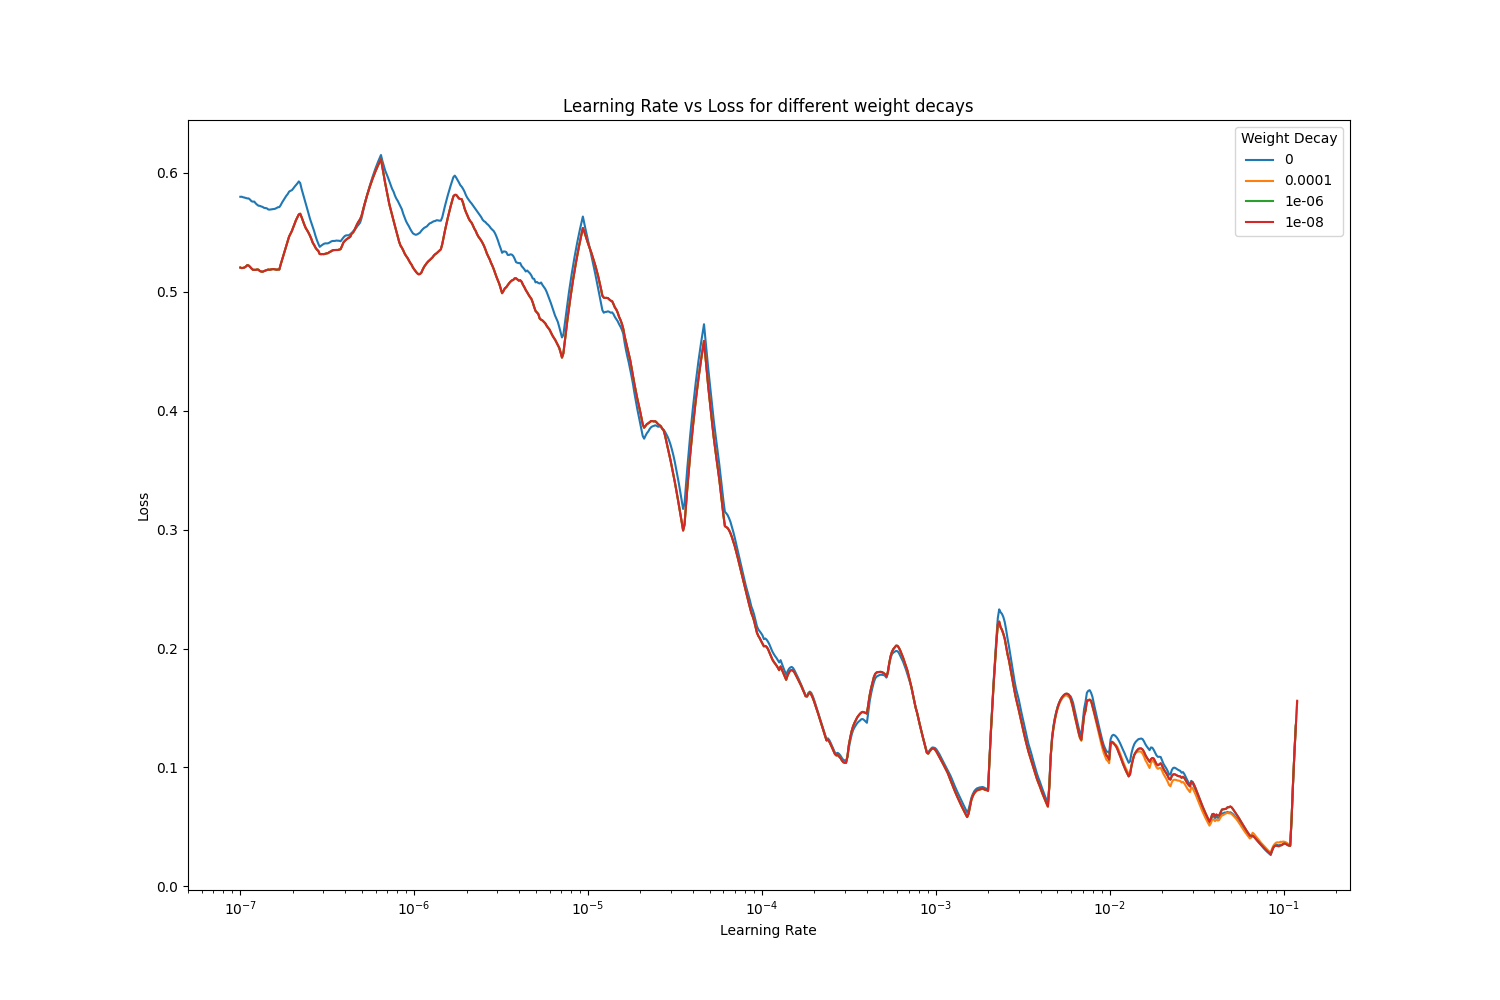 Learning Rate vs Loss for different weight decays
Weight Decay
0
0.0001
1e-06
1e-08
0.6
0.5
0.4
0.3
0.2
0.1
0.0
Loss
10⁻⁷ 10⁻⁶ 10⁻⁵ 10⁻⁴ 10⁻³ 10⁻² 10⁻¹
Learning Rate